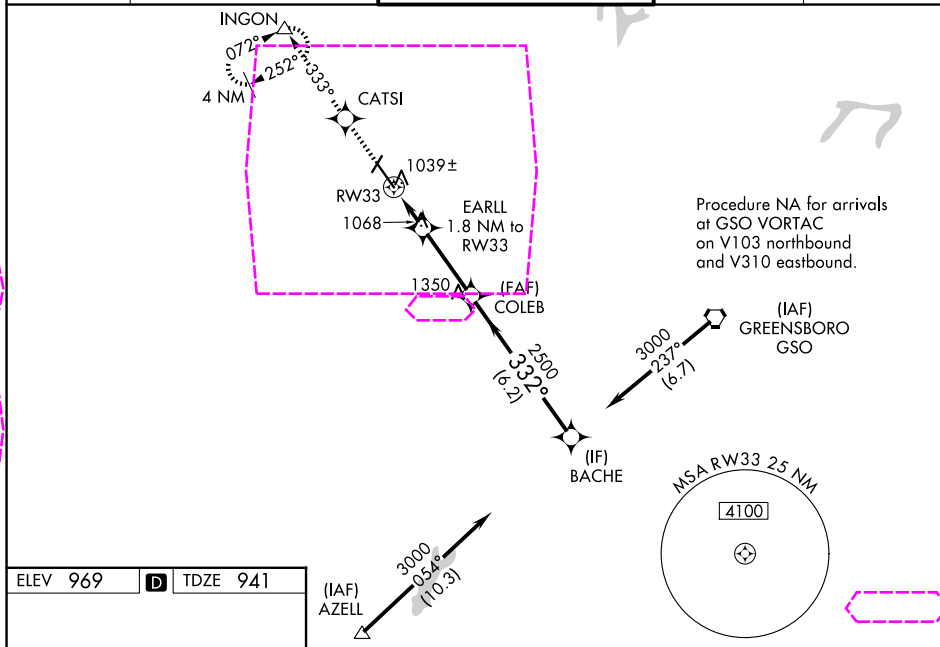 INGON
072°
252°
333°
4 NM
CATSI
1039±
RW33
1068
EARLL
1.8 NM to
RW33
1350
(FAF)
COLEB
Procedure NA for arrivals
at GSO VORTAC
on V103 northbound
and V310 eastbound.
(IAF)
GREENSBORO
GSO
3000
237°
(6.7)
2500
332°
(6.2)
(IF)
BACHE
MSA RW33 25 NM
4100
3000
054°
(10.3)
(IAF)
AZELL
ELEV 969 D TDZE 941